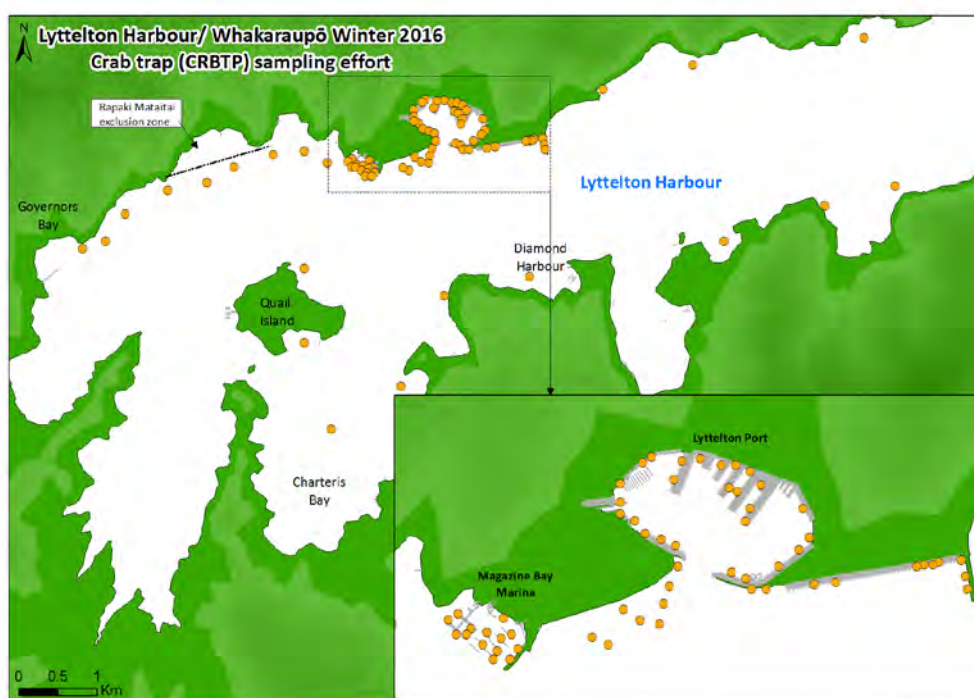 N
Lyttelton Harbour/ Whakaraupō Winter 2016
Crab trap (CRBTP) sampling effort
Rapaki Mataitai
exclusion zone
Governors
Bay
Lyttelton Harbour
Diamond
Harbour
Quail
Island
Charteris
Bay
Lyttelton Port
Magazine Bay
Marina
0 0.5 1
Km